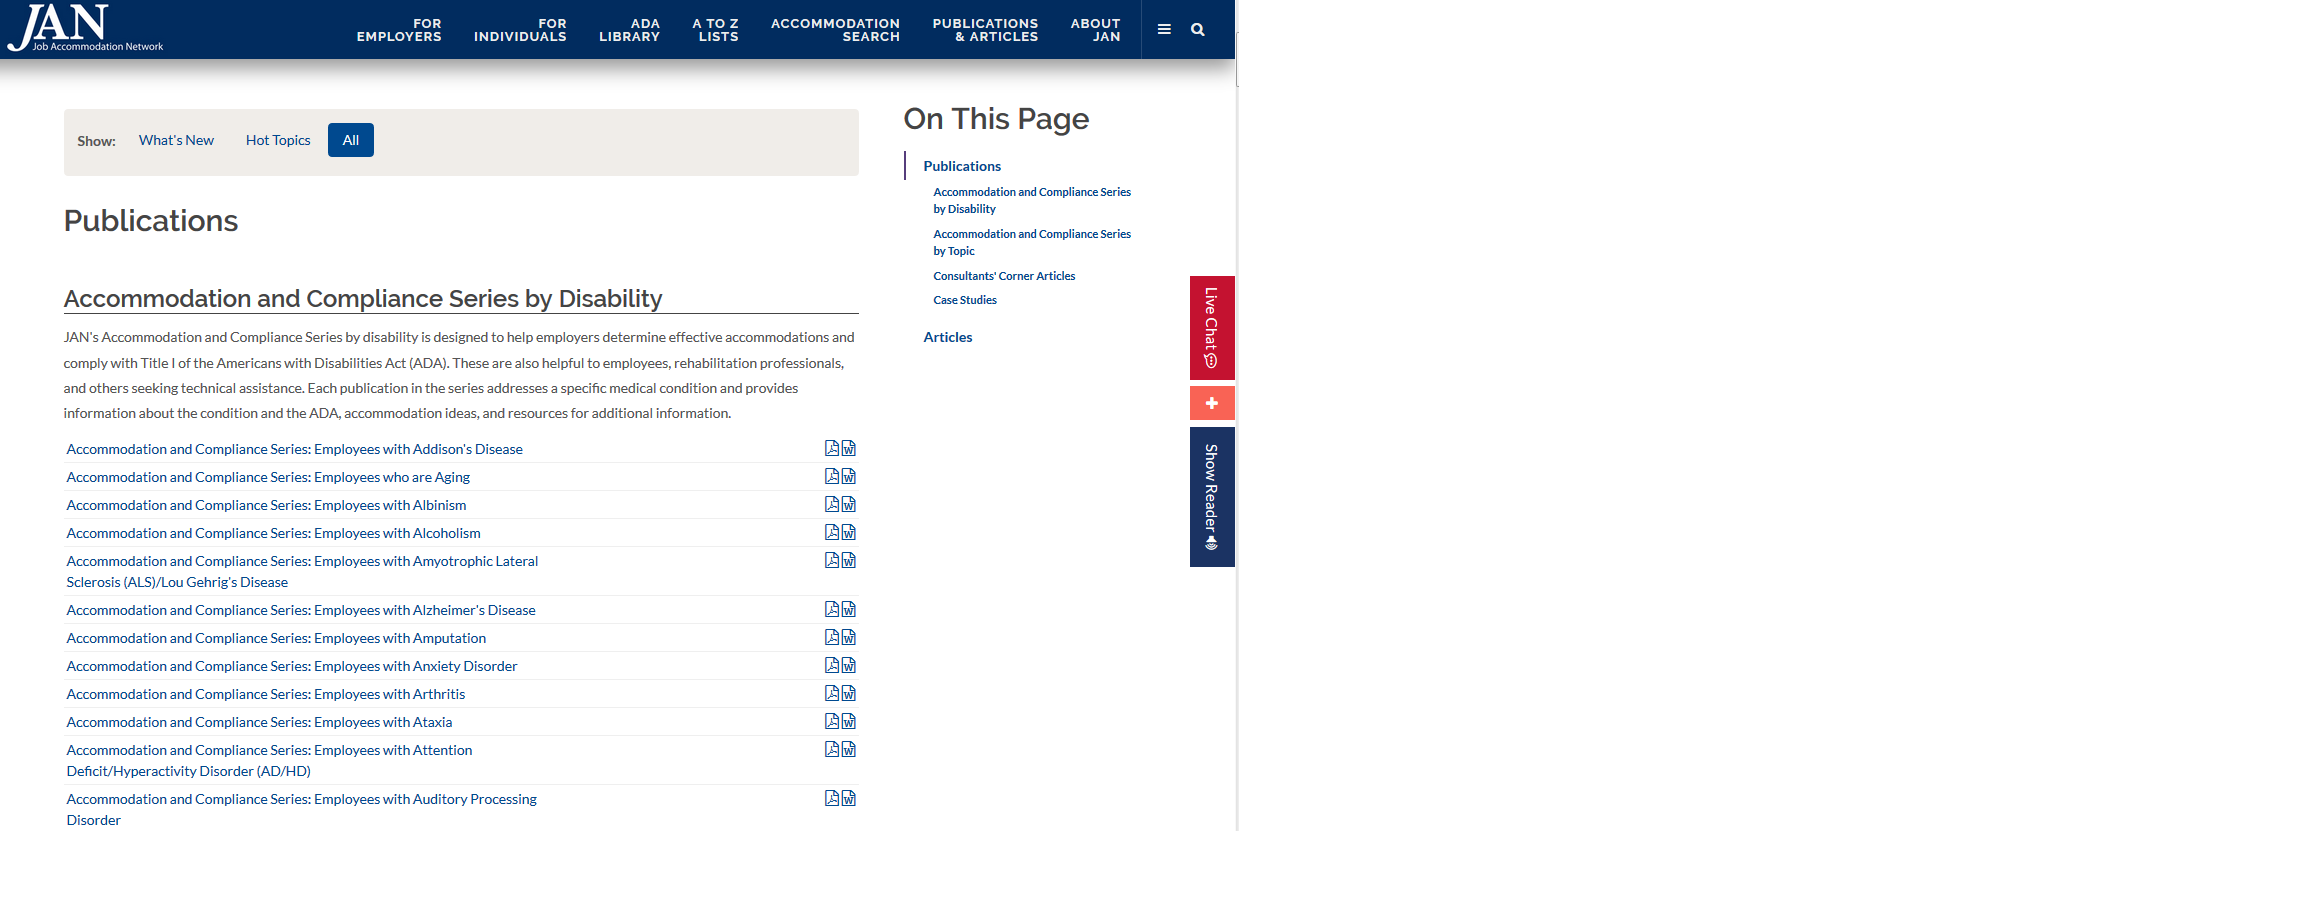 JAN
Job Accommodation Network
FOR
EMPLOYERS
FOR
INDIVIDUALS
ADA
LIBRARY
A TO Z
LISTS
ACCOMMODATION
SEARCH
PUBLICATIONS
& ARTICLES
ABOUT
JAN
Show: What's New Hot Topics All
Publications
Accommodation and Compliance Series by Disability
JAN's Accommodation and Compliance Series by disability is designed to help employers determine effective accommodations and
comply with Title I of the Americans with Disabilities Act (ADA). These are also helpful to employees, rehabilitation professionals,
and others seeking technical assistance. Each publication in the series addresses a specific medical condition and provides
information about the condition and the ADA, accommodation ideas, and resources for additional information.
Accommodation and Compliance Series: Employees with Addison's Disease
Accommodation and Compliance Series: Employees who are Aging
Accommodation and Compliance Series: Employees with Albinism
Accommodation and Compliance Series: Employees with Alcoholism
Accommodation and Compliance Series: Employees with Amyotrophic Lateral
Sclerosis (ALS)/Lou Gehrig's Disease
Accommodation and Compliance Series: Employees with Alzheimer's Disease
Accommodation and Compliance Series: Employees with Amputation
Accommodation and Compliance Series: Employees with Anxiety Disorder
Accommodation and Compliance Series: Employees with Arthritis
Accommodation and Compliance Series: Employees with Ataxia
Accommodation and Compliance Series: Employees with Attention
Deficit/Hyperactivity Disorder (AD/HD)
Accommodation and Compliance Series: Employees with Auditory Processing
Disorder
On This Page
Publications
Accommodation and Compliance Series
by Disability
Accommodation and Compliance Series
by Topic
Consultants' Corner Articles
Case Studies
Articles
Live Chat
Show Reader